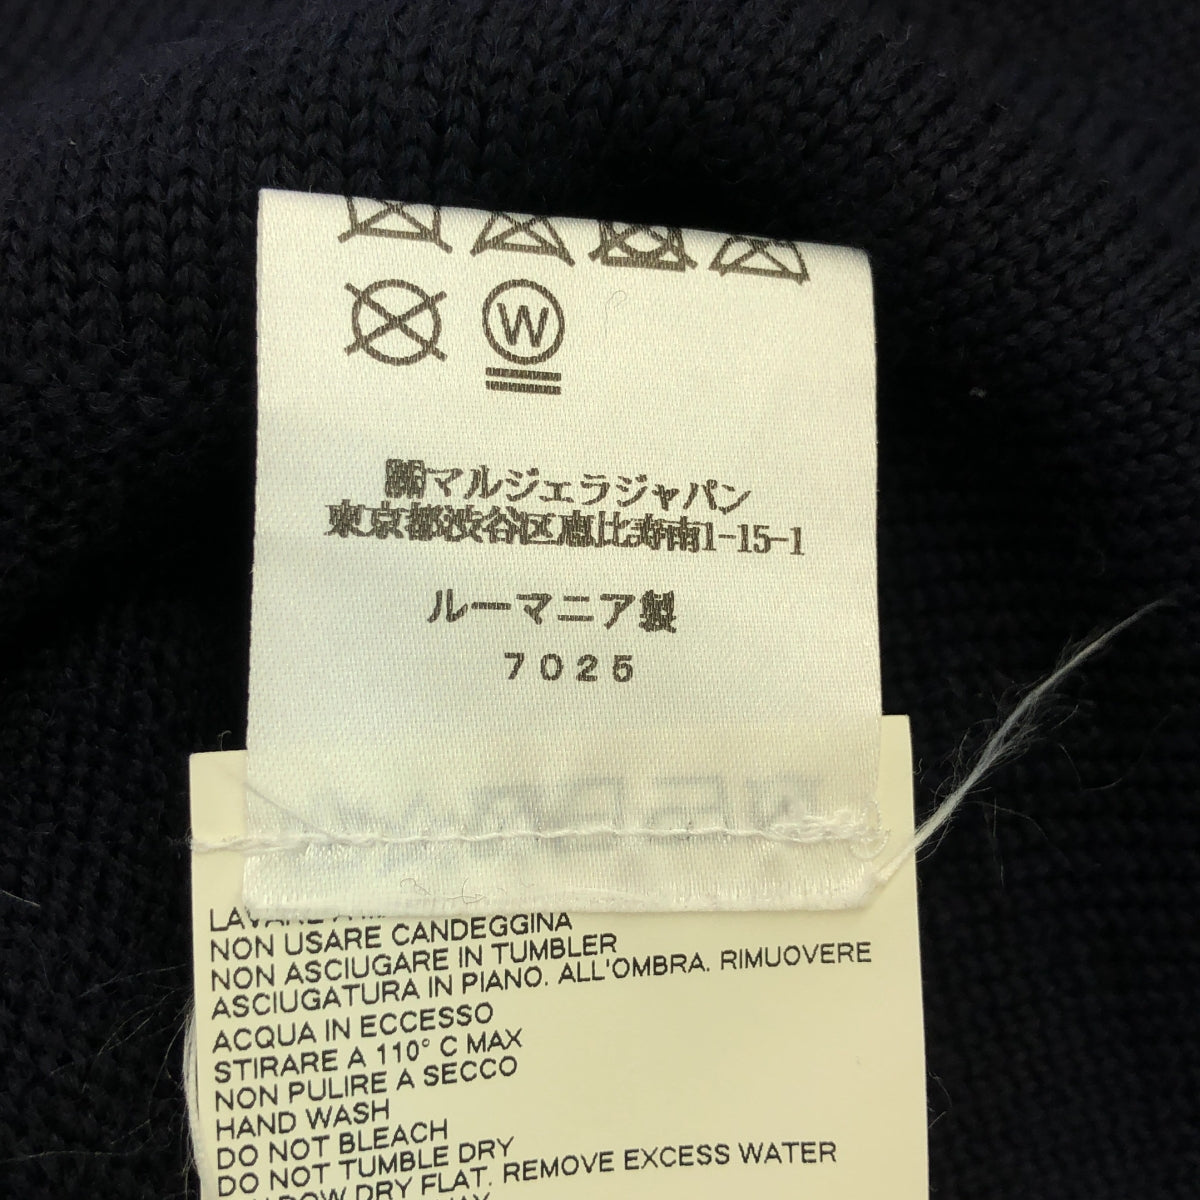 W
㈱マルジェラジャパン
東京都渋谷区恵比寿南1-15-1
ルーマニア製
7025
LAVARE A
NON USARE CANDEGGINA
NON ASCIUGARE IN TUMBLER
ASCIUGATURA IN PIANO. ALL'OMBRA. RIMUOVERE
ACQUA IN ECCESSO
STIRARE A 110° C MAX
NON PULIRE A SECCO
HAND WASH
DO NOT BLEACH
DO NOT TUMBLE DRY
DRY FLAT. REMOVE EXCESS WATER